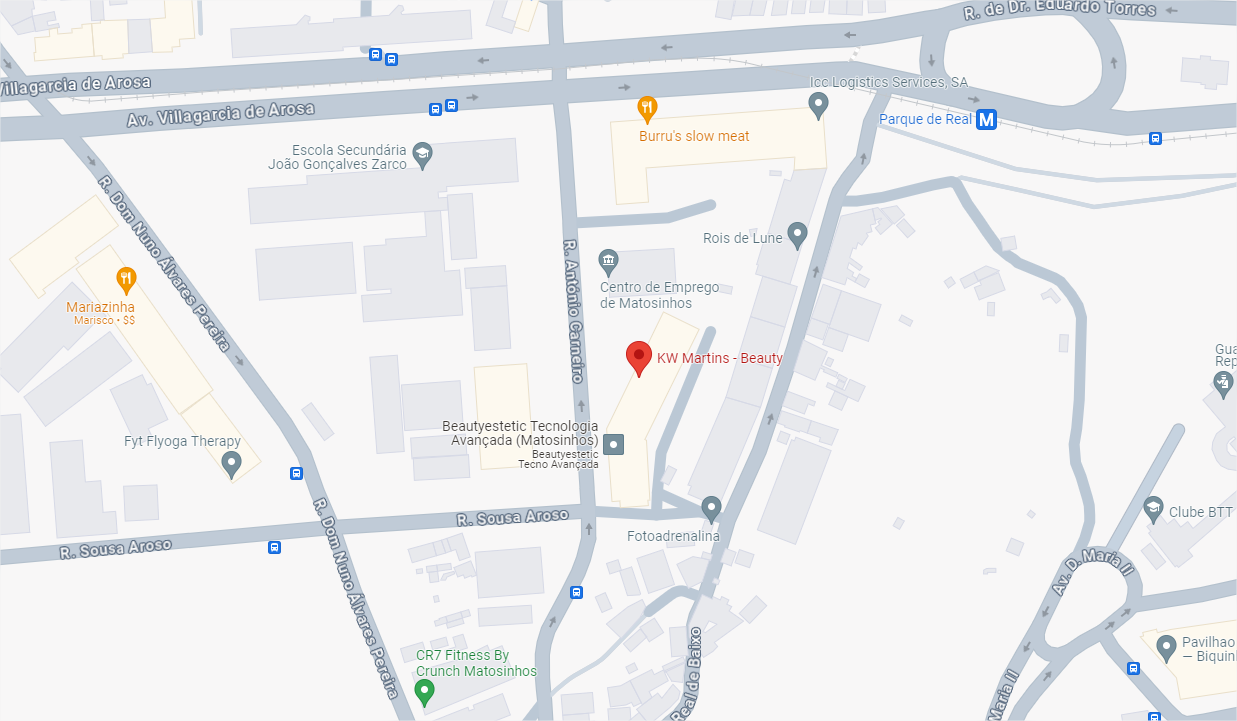 R. de Dr. Eduardo Torres
Villagarcia de Arosa
Av. Villagarcia de Arosa
Icc Logistics Services, SA
Parque de Real M
Burru's slow meat
Escola Secundária
João Gonçalves Zarco
R. Dom Nuno Álvares Pereira
R. António Carneiro
Rois de Lune
Centro de Emprego
de Matosinhos
Mariazinha
Marisco • $$
KW Martins - Beauty
Gua
Rep
Beautyestetic Tecnologia
Avançada (Matosinhos)
Beautyestetic
Tecno Avançada
Fyt Flyoga Therapy
R. Sousa Aroso
R. Sousa Aroso
R. Dom Nuno Álvares Pereira
Fotoadrenalina
Clube BTT
Av. D. Maria II
CR7 Fitness By
Crunch Matosinhos
Real de Baixo
Maria II
Pavilhao
— Biquin